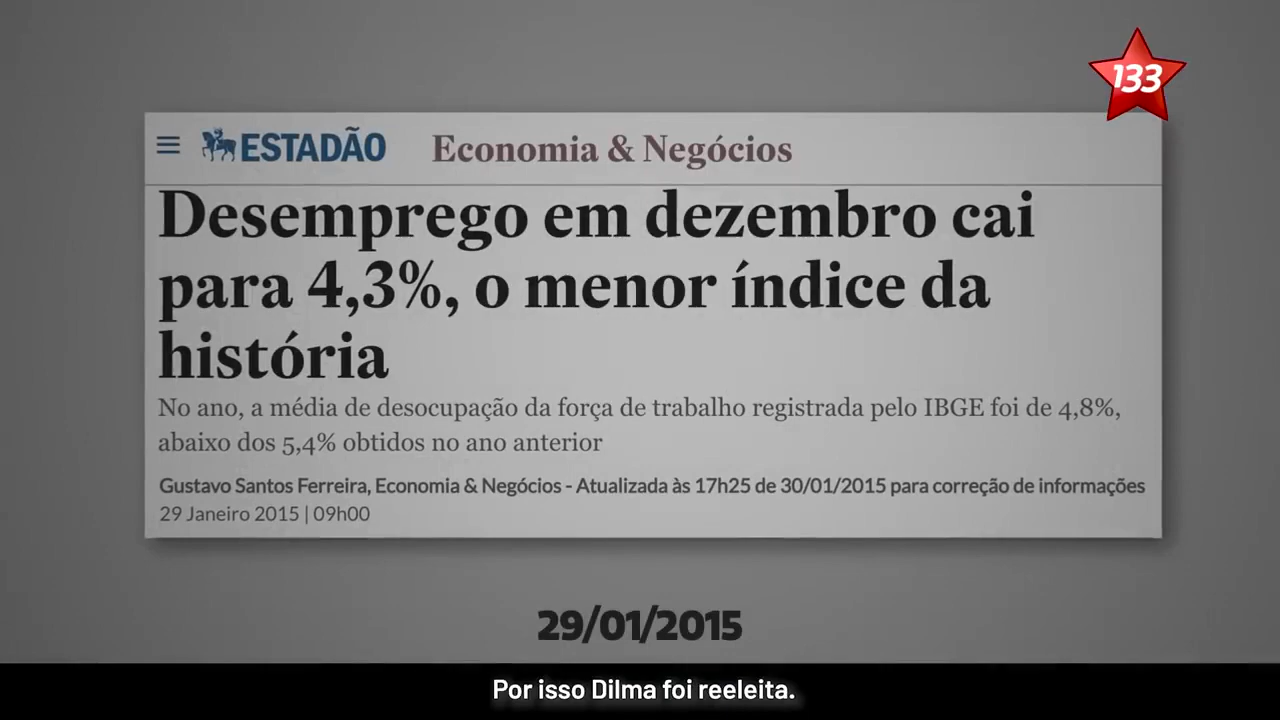 133
ESTADÃO Economia & Negócios
Desemprego em dezembro cai
para 4,3%, o menor índice da
história
No ano, a média de desocupação da força de trabalho registrada pelo IBGE foi de 4,8%,
abaixo dos 5,4% obtidos no ano anterior
Gustavo Santos Ferreira, Economia & Negócios - Atualizada às 17h25 de 30/01/2015 para correção de informações
29 Janeiro 2015 | 09h00
29/01/2015
Por isso Dilma foi reeleita.